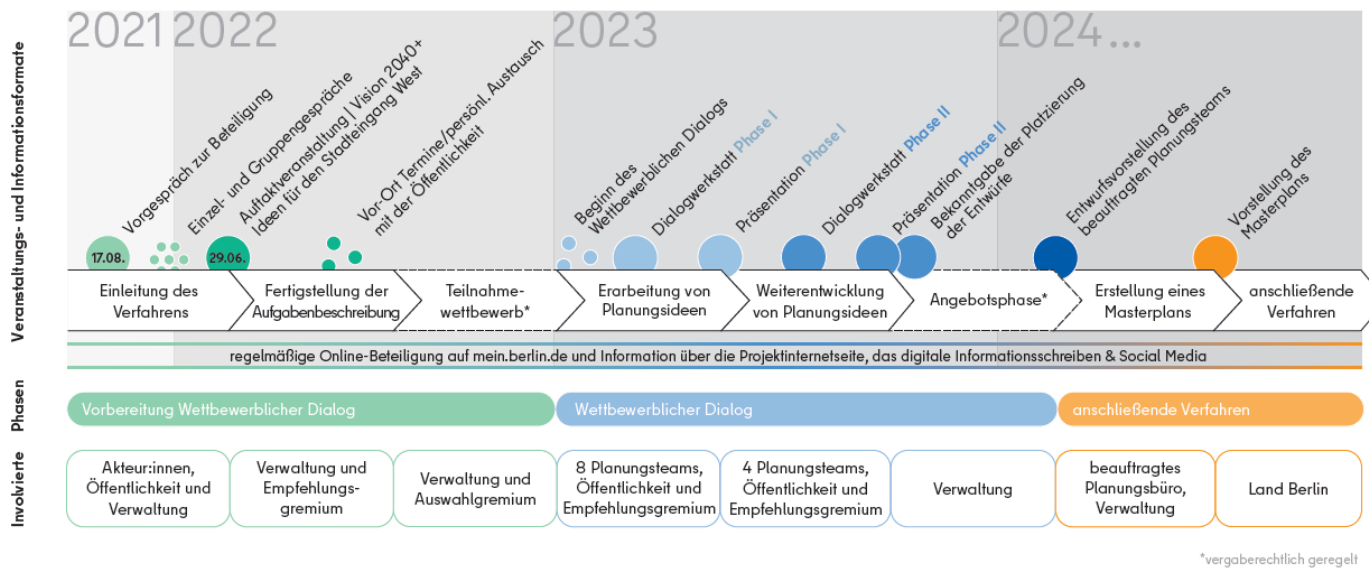 2021
2022
2023
2024...
Veranstaltungs- und Informationsformate
Vorgespräch zur Beteiligung
Einzel- und Gruppengespräche
Auftaktveranstaltung | Vision 2040+
Ideen für den Stadteingang West
Vor-Ort Termine/persönl. Austausch
mit der Öffentlichkeit
Beginn des
Wettbewerblichen Dialogs
Dialogwerkstatt Phase I
Präsentation Phase I
Dialogwerkstatt Phase II
Präsentation Phase II
Bekanntgabe der Platzierung
der Entwürfe
Entwurfsvorstellung des
beauftragten Planungsteams
Vorstellung des
Masterplans
17.08.
29.06.
Einleitung des
Verfahrens
Fertigstellung der
Aufgabenbeschreibung
Teilnahme-
wettbewerb*
Erarbeitung von
Planungsideen
Weiterentwicklung
von Planungsideen
Angebotsphase*
Erstellung eines
Masterplans
anschließende
Verfahren
regelmäßige Online-Beteiligung auf mein.berlin.de und Information über die Projektinternetseite, das digitale Informationsschreiben & Social Media
Phasen
Vorbereitung Wettbewerblicher Dialog
Wettbewerblicher Dialog
anschließende Verfahren
Involvierte
Akteur:innen,
Öffentlichkeit und
Verwaltung
Verwaltung und
Empfehlungs-
gremium
Verwaltung und
Auswahlgremium
8 Planungsteams,
Öffentlichkeit und
Empfehlungsgremium
4 Planungsteams,
Öffentlichkeit und
Empfehlungsgremium
Verwaltung
beauftragtes
Planungsbüro,
Verwaltung
Land Berlin
*vergaberechtlich geregelt